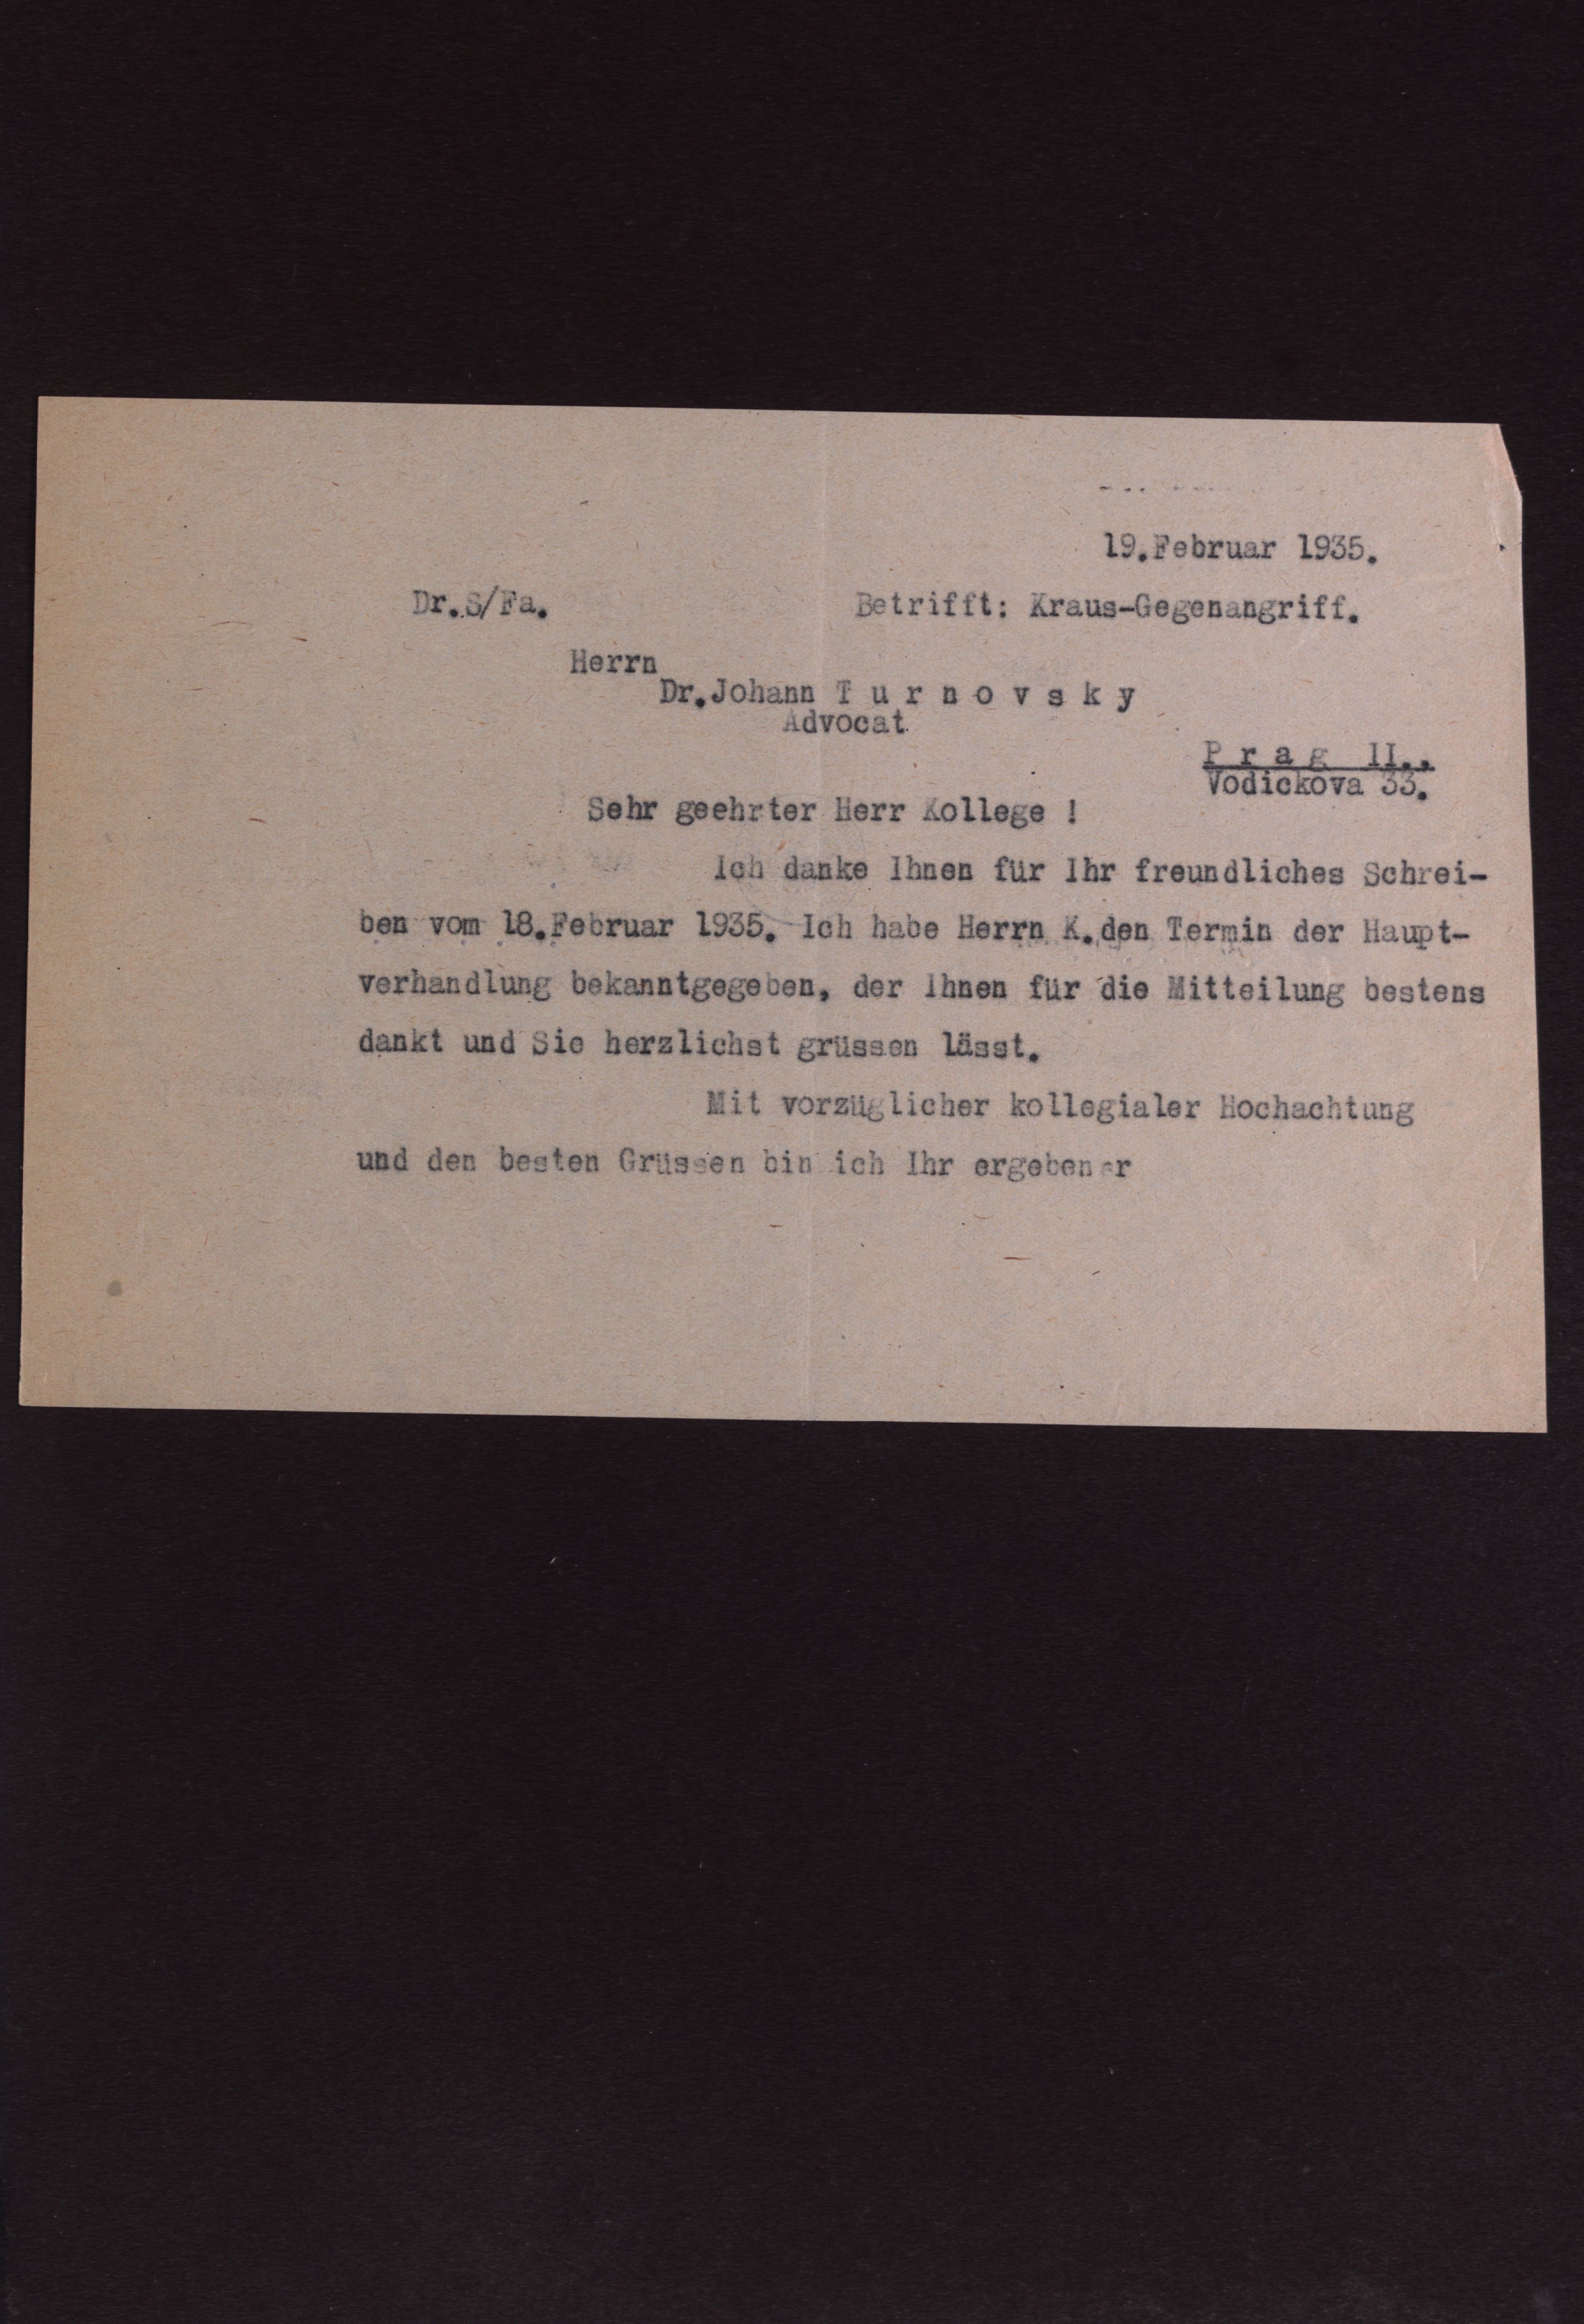 19.Februar 1935.
Dr.S/Fa.
Betrifft: Kraus-Gegenangriff.
Herrn
Dr.Johann T u r n o v s k y
Advocat
P r a g  II.,
Vodickova 33.
Sehr geehrter Herr Kollege !
Ich danke Ihnen für Ihr freundliches Schrei-
ben vom 18.Februar 1935. Ich habe Herrn K.den Termin der Haupt-
verhandlung bekanntgegeben, der Ihnen für die Mitteilung bestens
dankt und Sie herzlichst grüssen lässt.
Mit vorzüglicher kollegialer Hochachtung
und den besten Grüssen bin ich Ihr ergebener